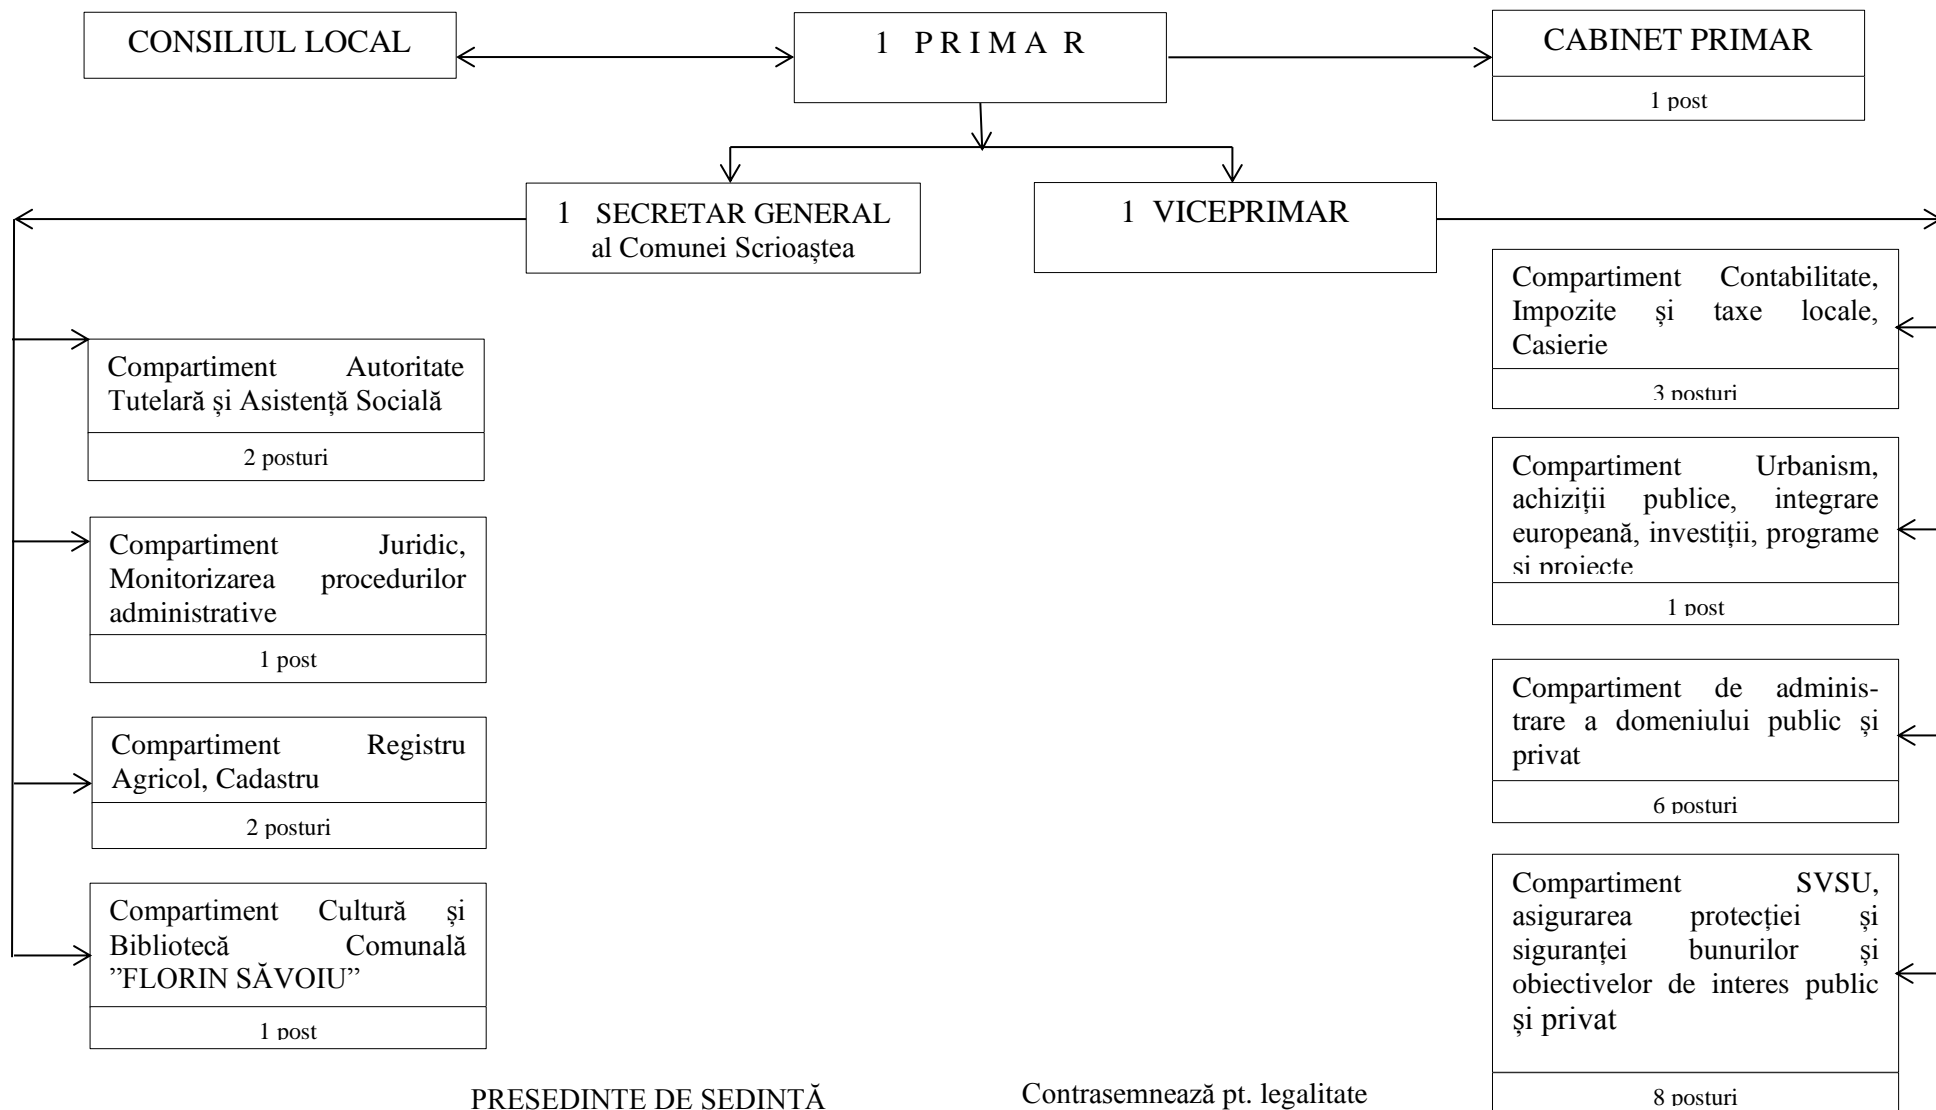 CONSILIUL LOCAL
1 P R I M A R
CABINET PRIMAR
1 post
1 SECRETAR GENERAL
al Comunei Scrioaștea
1 VICEPRIMAR
Compartiment Autoritate
Tutelară și Asistență Socială
2 posturi
Compartiment Juridic,
Monitorizarea procedurilor
administrative
1 post
Compartiment Registru
Agricol, Cadastru
2 posturi
Compartiment Cultură și
Bibliotecă Comunală
”FLORIN SĂVOIU”
1 post
Compartiment Contabilitate,
Impozite și taxe locale,
Casierie
3 posturi
Compartiment Urbanism,
achiziții publice, integrare
europeană, investiții, programe
și proiecte
1 post
Compartiment de adminis-
trare a domeniului public și
privat
6 posturi
Compartiment SVSU,
asigurarea protecției și
siguranței bunurilor și
obiectivelor de interes public
și privat
8 posturi
PREȘEDINTE DE ȘEDINȚĂ
Contrasemnează pt. legalitate